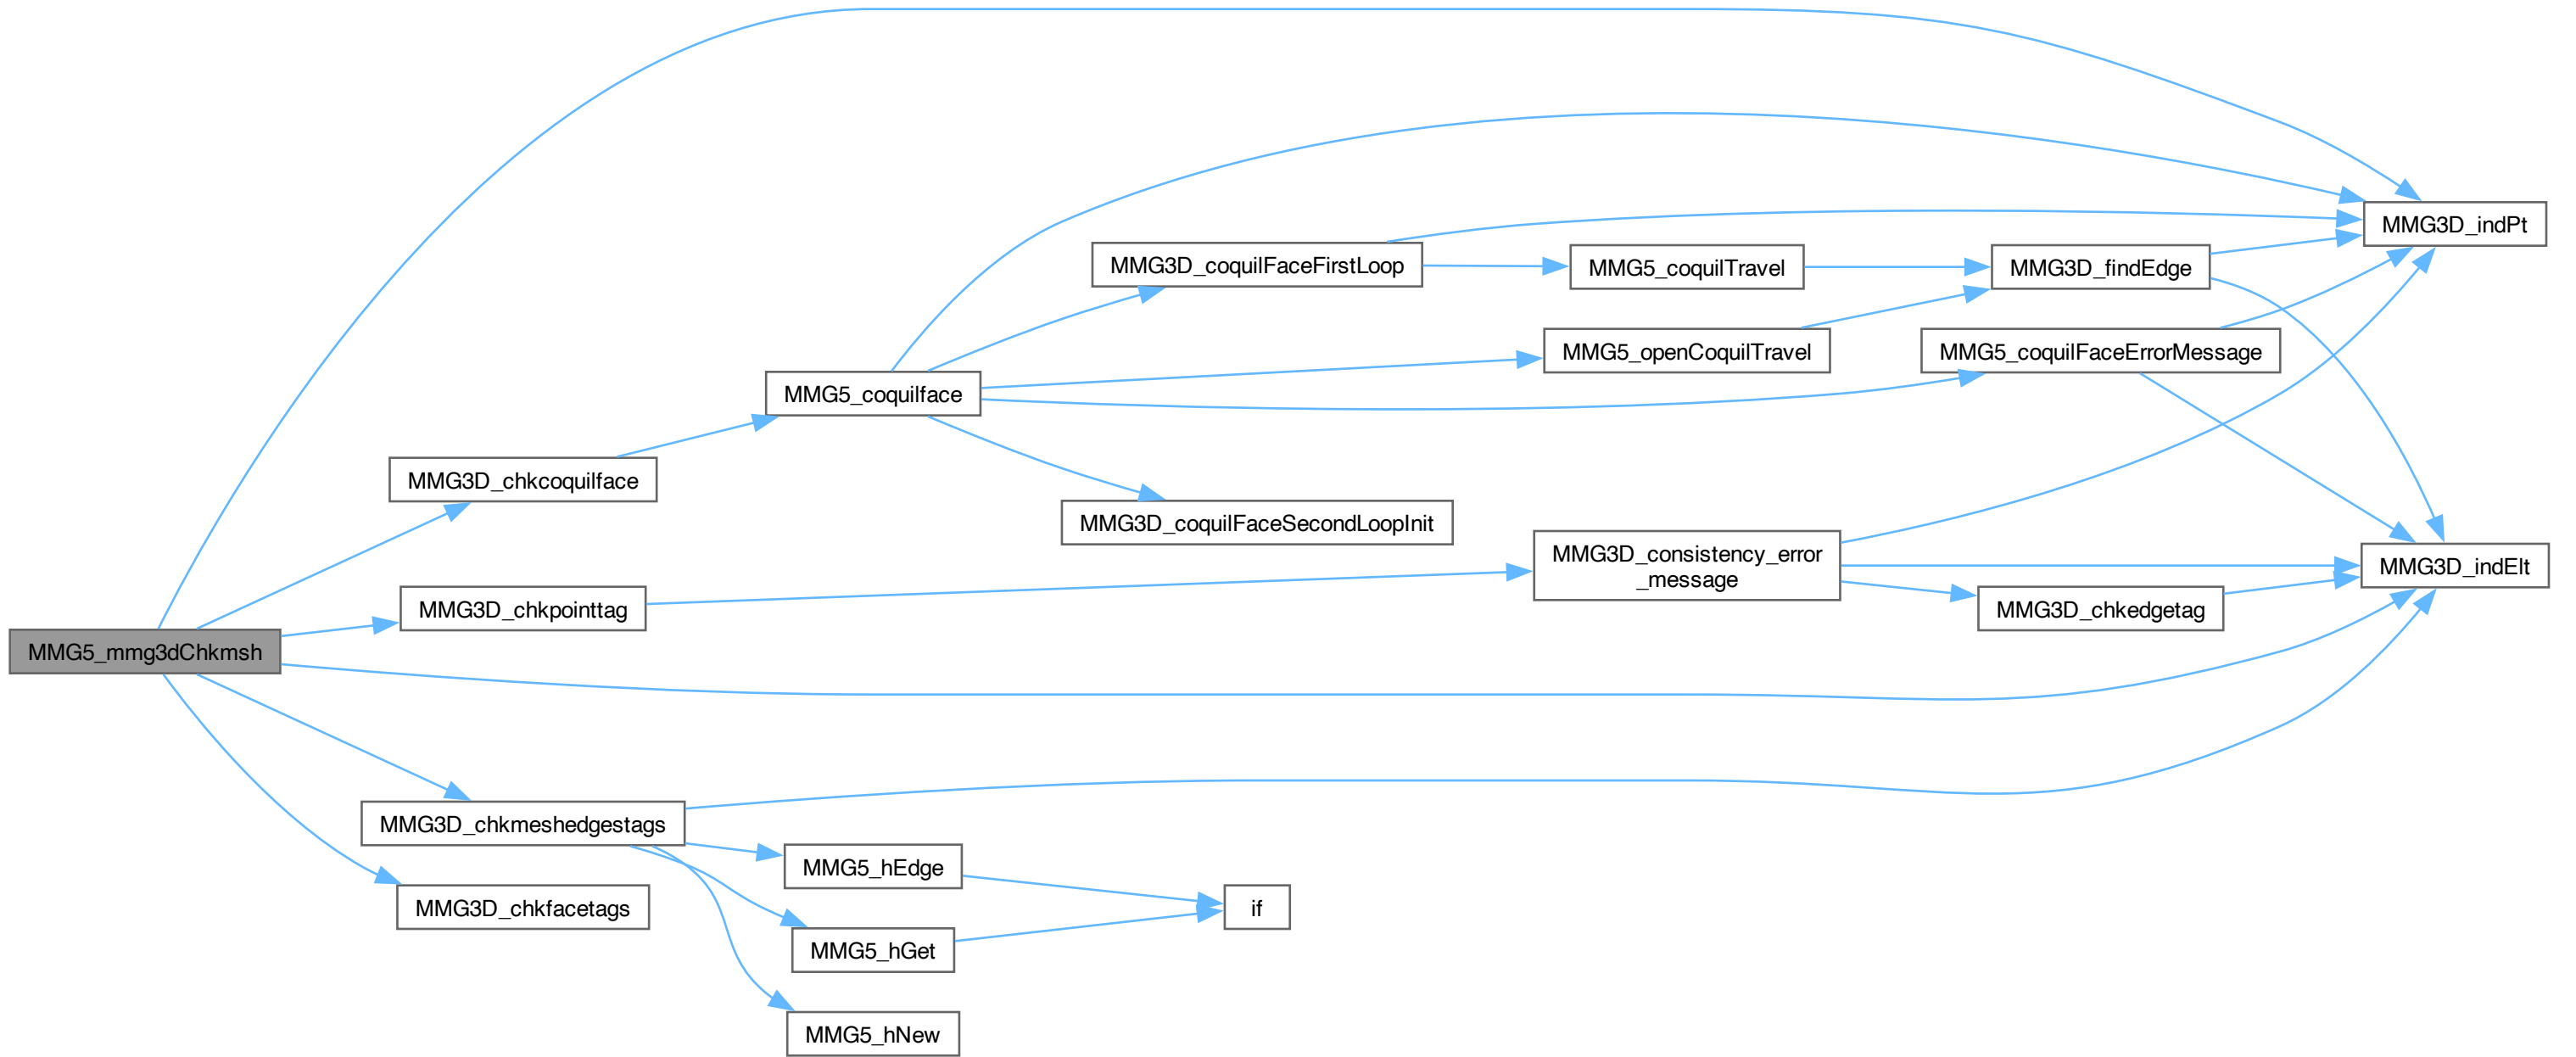 MMG5_mmg3dChkmsh
MMG3D_chkcoquilface
MMG3D_chkpointtag
MMG3D_chkmeshedgestags
MMG3D_chkfacetags
MMG5_coquilface
MMG5_hEdge
MMG5_hGet
MMG5_hNew
MMG3D_coquilFaceFirstLoop
MMG3D_coquilFaceSecondLoopInit
if
MMG5_coquilTravel
MMG5_openCoquilTravel
MMG3D_consistency_error
_message
MMG3D_findEdge
MMG5_coquilFaceErrorMessage
MMG3D_chkedgetag
MMG3D_indPt
MMG3D_indElt